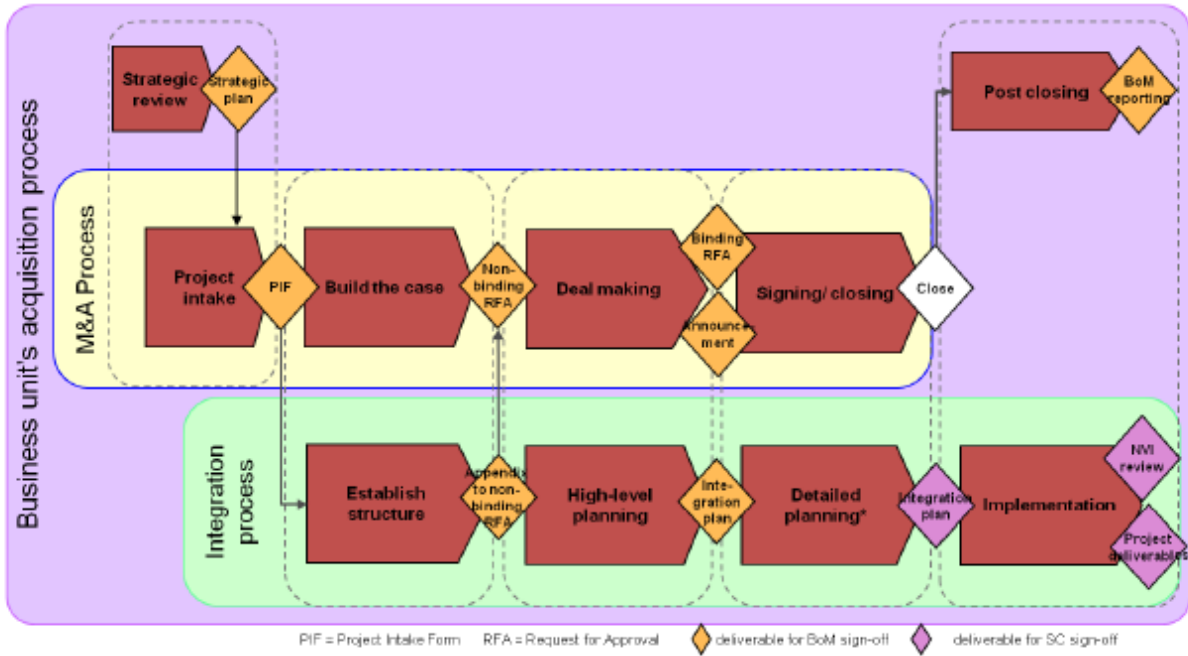 Business unit's acquisition process
Strategic
review
Strategic
plan
Post closing
BoM
reporting
M&A Process
Project
intake
PIF
Build the case
Non-
binding
RFA
Deal making
Binding
RFA
Announce-
ment
Signing/ closing
Close
Integration
process
Establish
structure
Appendix
to non-
binding
RFA
High-level
planning
Inte-
gration
plan
Detailed
planning*
Integration
plan
Implementation
NVI
review
Project
deliverables
PIF = Project Intake Form
RFA = Request for Approval
deliverable for BoM sign-off
deliverable for SC sign-off